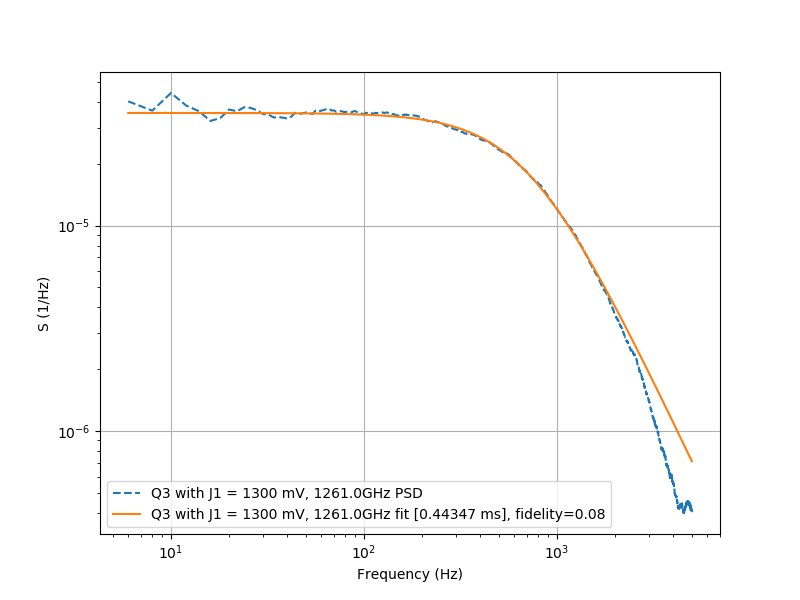 S (1/Hz)
10⁻⁵
10⁻⁶
Q3 with J1 = 1300 mV, 1261.0GHz PSD
Q3 with J1 = 1300 mV, 1261.0GHz fit [0.44347 ms], fidelity=0.08
10¹ 10² 10³
Frequency (Hz)